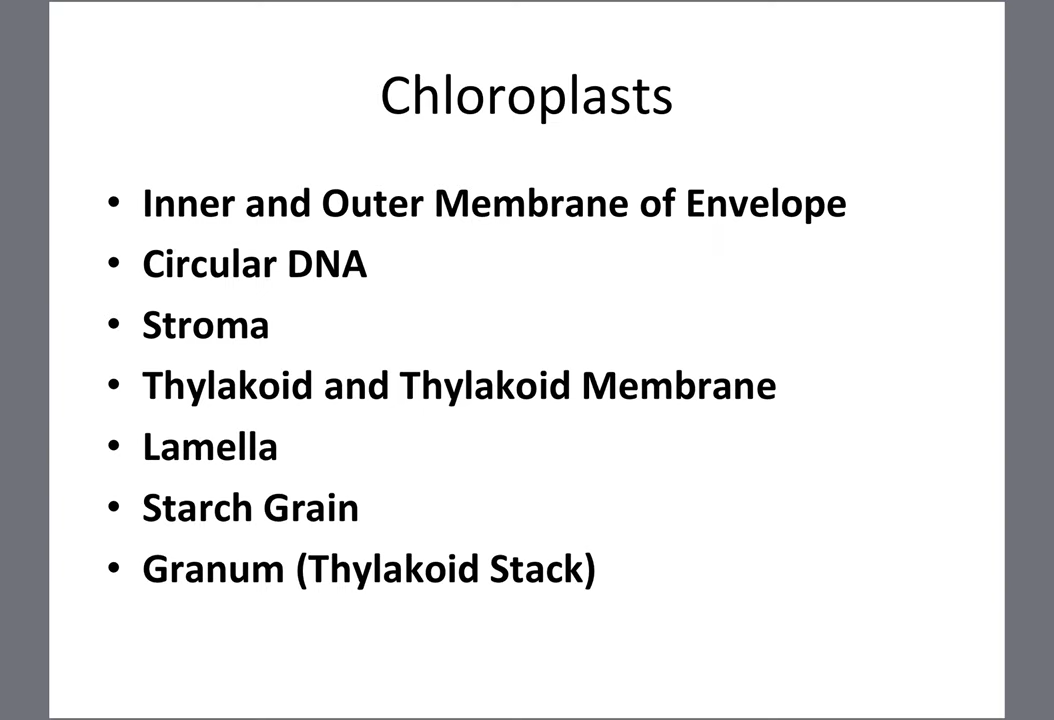 Chloroplasts
• Inner and Outer Membrane of Envelope
• Circular DNA
• Stroma
• Thylakoid and Thylakoid Membrane
• Lamella
• Starch Grain
• Granum (Thylakoid Stack)